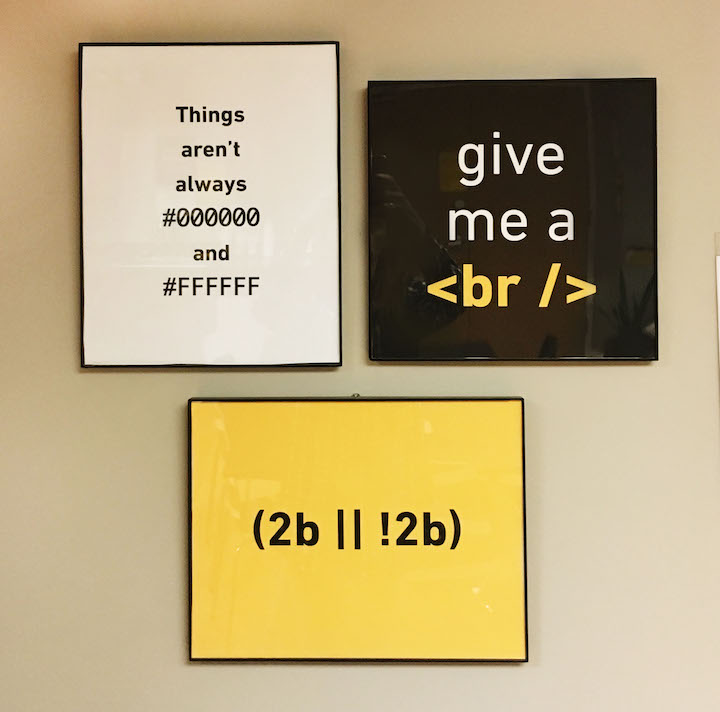 Things
aren't
always
#000000
and
#FFFFFF
give
me a
<br />
(2b || !2b)